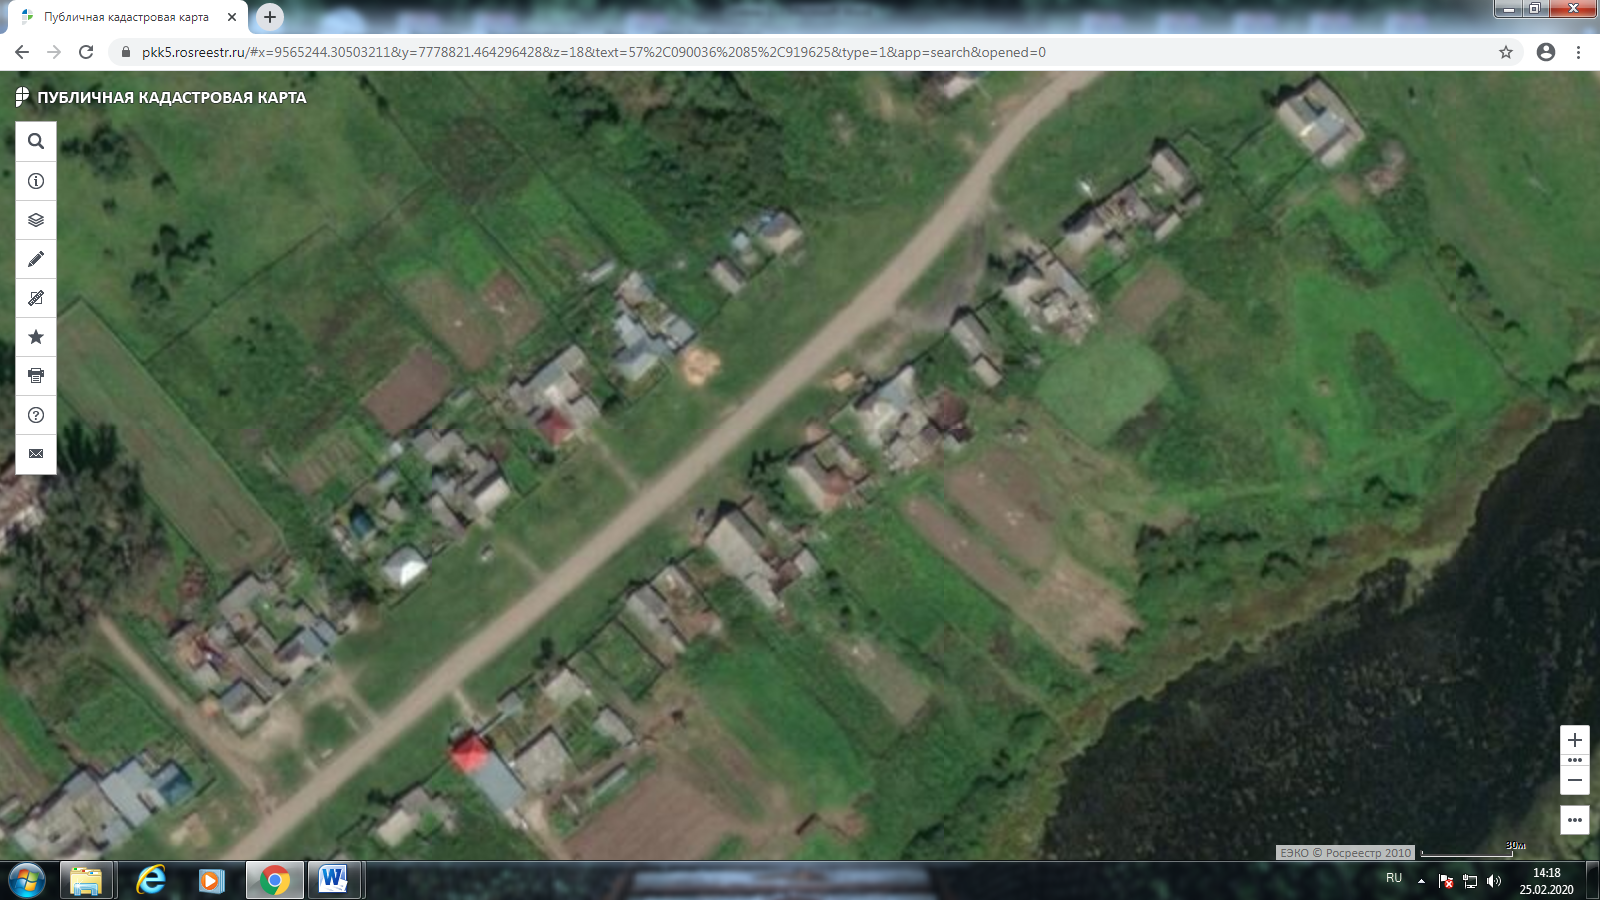 Публичная кадастровая карта
pkk5.rosreestr.ru/#x=9565244.30503211&y=7778821.464296428&z=18&text=57%2C090036%2085%2C919625&type=1&app=search&opened=0
ПУБЛИЧНАЯ КАДАСТРОВАЯ КАРТА
ЕЭКО © Росреестр 2010
30м
RU
14:18
25.02.2020